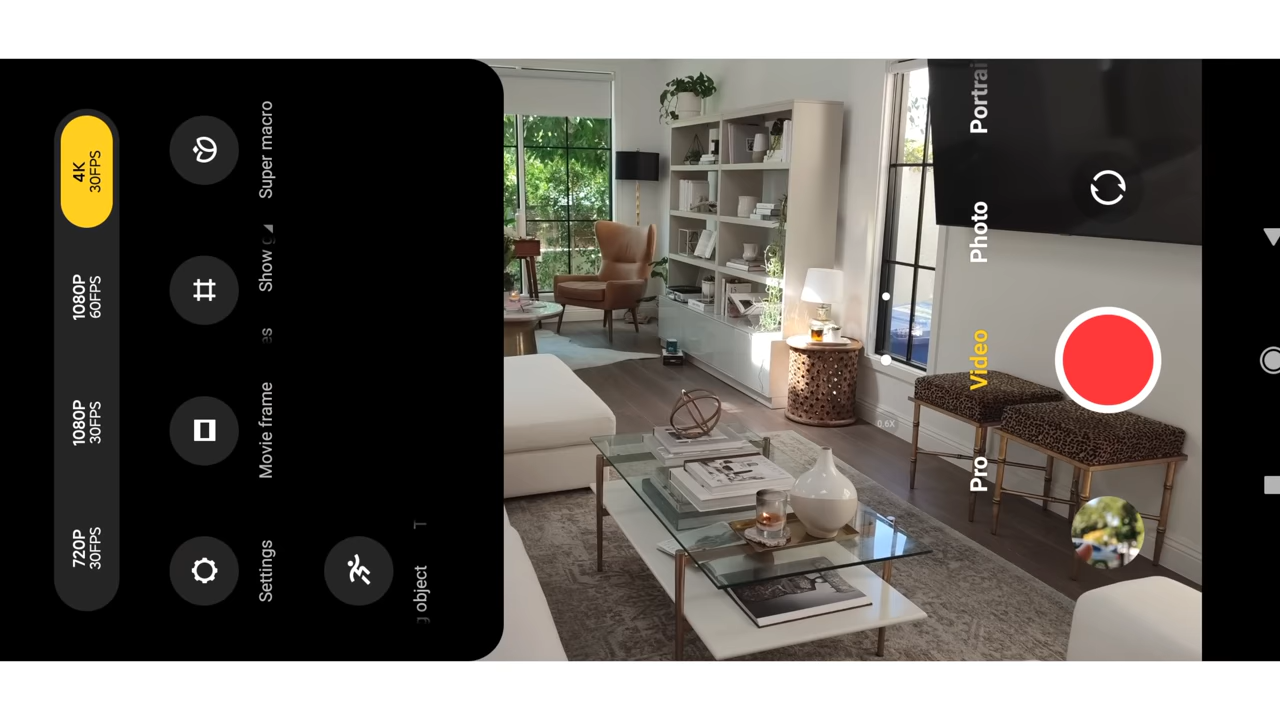 4K
30FPS
1080P
60FPS
1080P
30FPS
720P
30FPS
Super macro
Show
Movie frame
Settings
object
0.6X
Portrai
Photo
Video
Pro